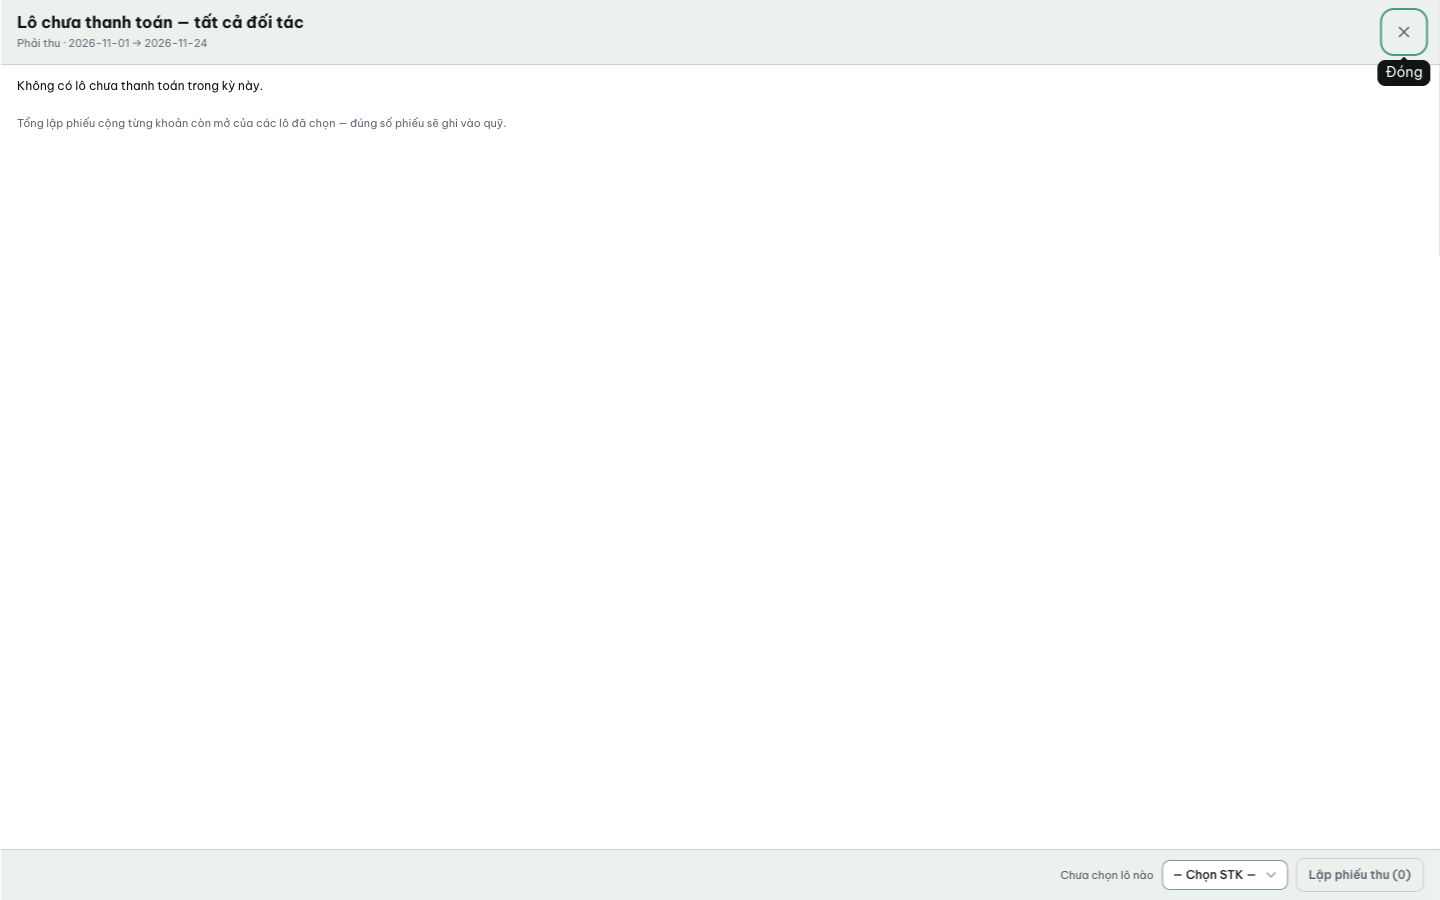 Lô chưa thanh toán — tất cả đối tác
Phải thu · 2026-11-01 → 2026-11-24
Đóng
Không có lô chưa thanh toán trong kỳ này.
Tổng lập phiếu cộng từng khoản còn mở của các lô đã chọn — đúng số phiếu sẽ ghi vào quỹ.
Chưa chọn lô nào
— Chọn STK —
Lập phiếu thu (0)